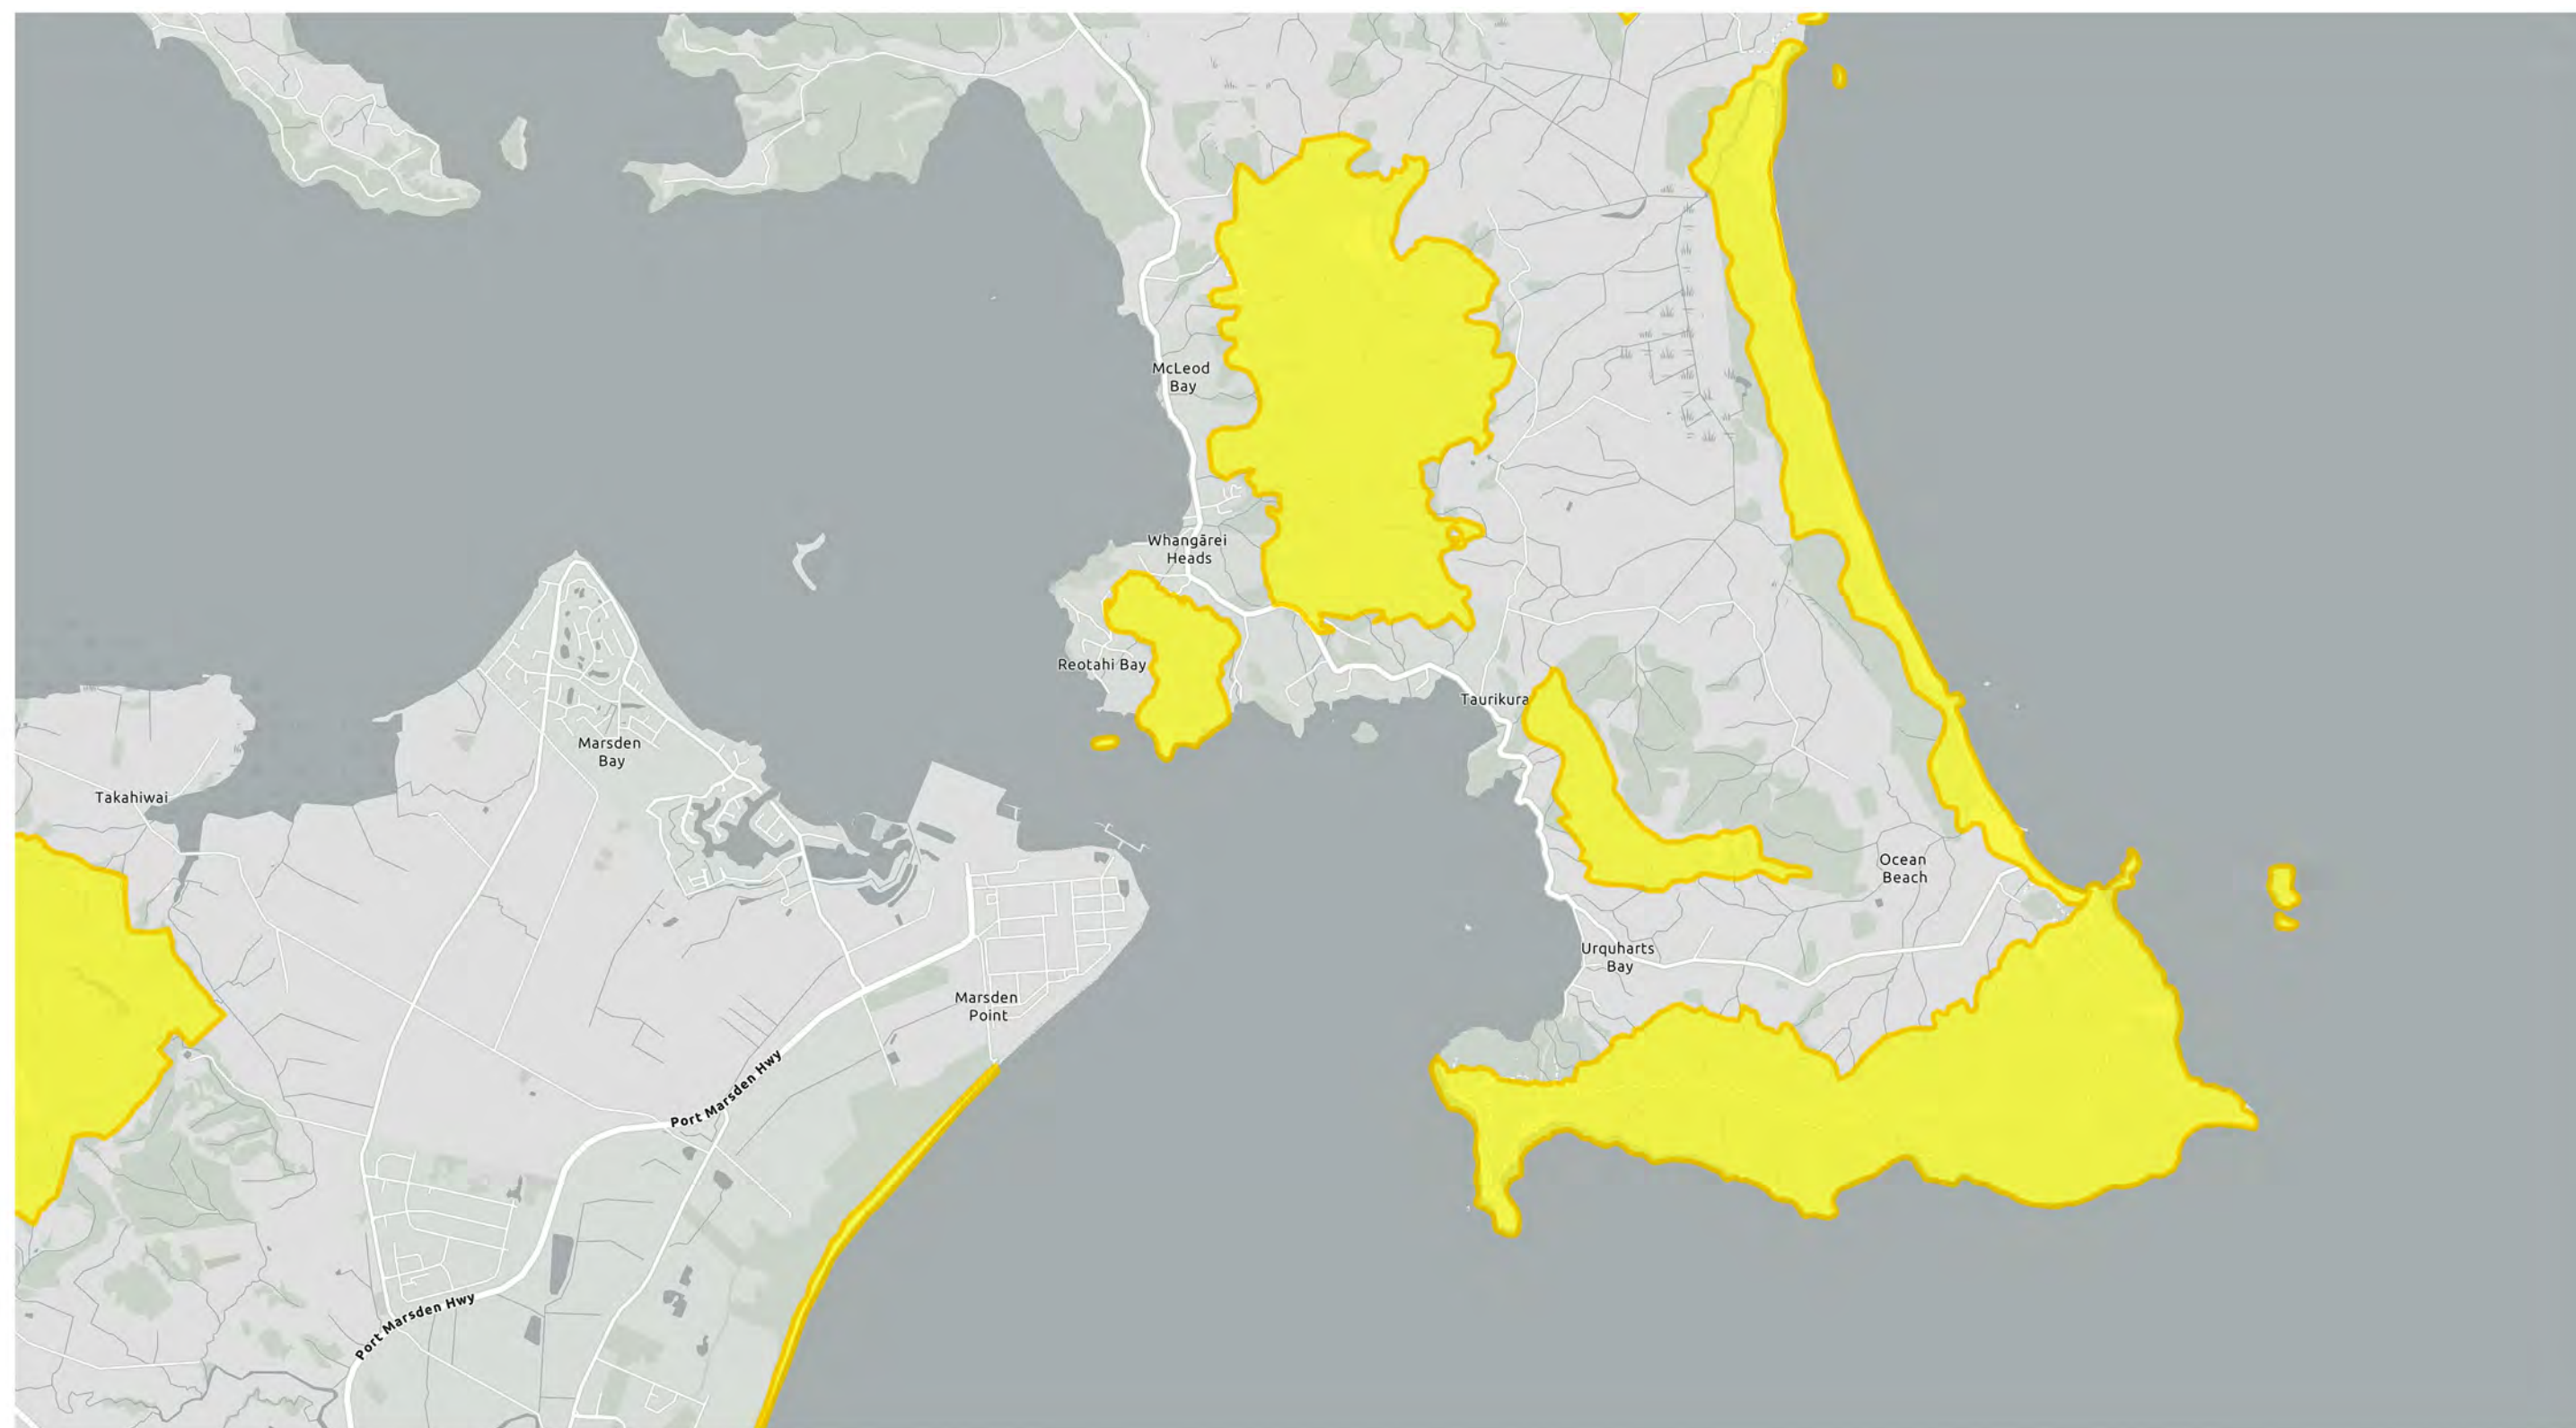 McLeod
Bay
Whangārei
Heads
Reotahi Bay
Taurikura
Marsden
Bay
Takahiwai
Ocean
Beach
Urquharts
Bay
Marsden
Point
Port Marsden Hwy
Port Marsden Hwy